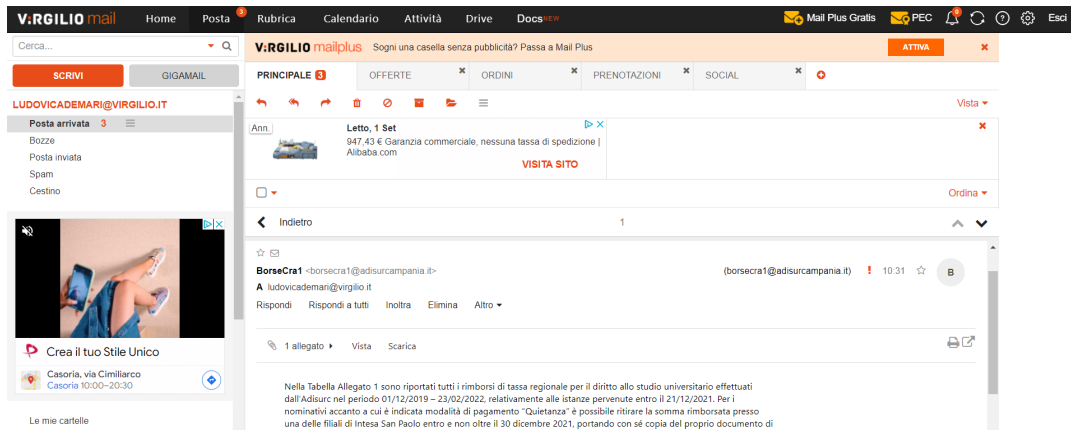 VIRGILIO mail Home Posta 3 Rubrica Calendario Attività Drive Docs NEW Mail Plus Gratis PEC 0 Esci
Cerca...
SCRIVI GIGAMAIL
LUDOVICADEMARI@VIRGILIO.IT
Posta arrivata 3
Bozze
Posta inviata
Spam
Cestino
Crea il tuo Stile Unico
Casoria, via Cimiliarco
Casoria 10:00–20:30
Le mie cartelle
VIRGILIO mailplus Sogni una casella senza pubblicità? Passa a Mail Plus ATTIVA
PRINCIPALE 3 OFFERTE ORDINI PRENOTAZIONI SOCIAL
Vista
Ann.
Letto, 1 Set
947,43 € Garanzia commerciale, nessuna tassa di spedizione |
Alibaba.com
VISITA SITO
Ordina
Indietro 1
BorseCra1 <borsecra1@adisurcampania.it> (borsecra1@adisurcampania.it) ! 10:31 B
A ludovicademari@virgilio.it
Rispondi Rispondi a tutti Inoltra Elimina Altro
1 allegato Vista Scarica
Nella Tabella Allegato 1 sono riportati tutti i rimborsi di tassa regionale per il diritto allo studio universitario effettuati
dall'Adisurc nel periodo 01/12/2019 – 23/02/2022, relativamente alle istanze pervenute entro il 21/12/2021. Per i
nominativi accanto a cui è indicata modalità di pagamento "Quietanza" è possibile ritirare la somma rimborsata presso
una delle filiali di Intesa San Paolo entro e non oltre il 30 dicembre 2021, portando con sé copia del proprio documento di